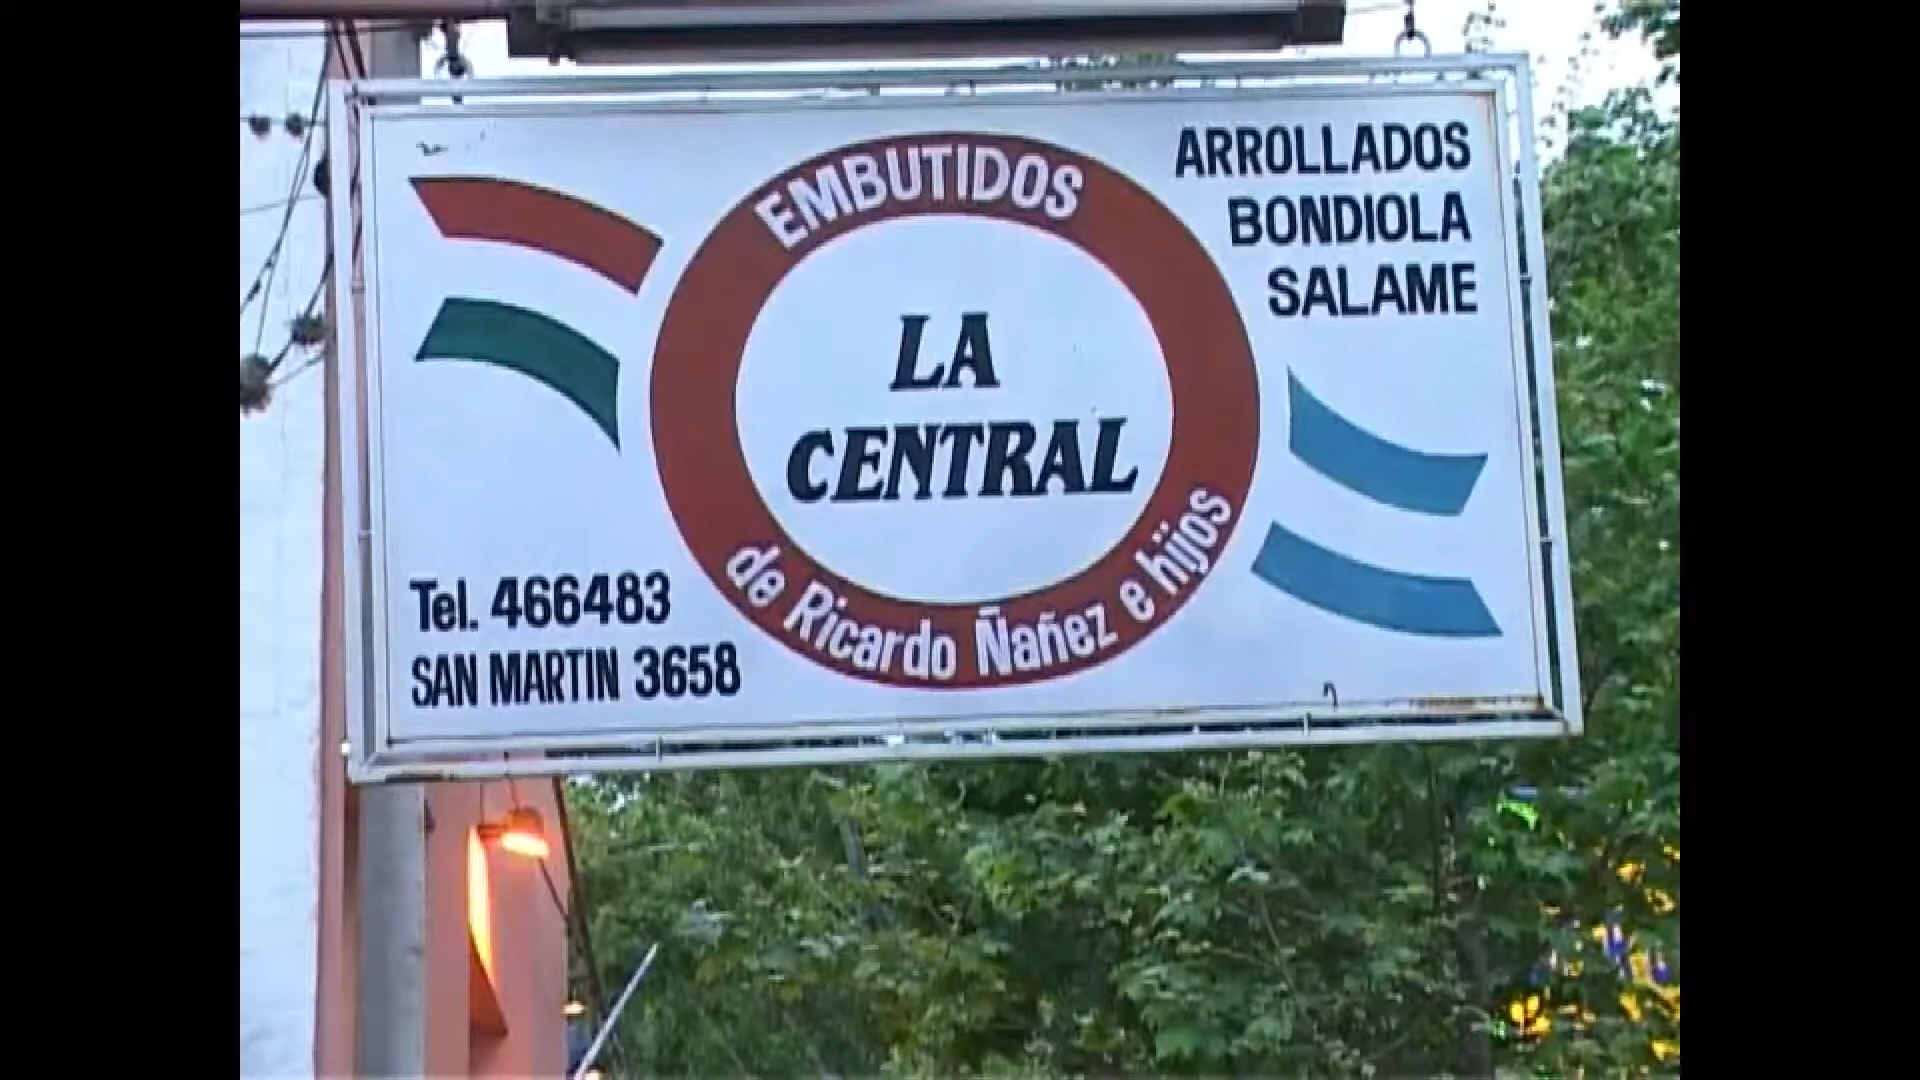 EMBUTIDOS
LA
CENTRAL
de Ricardo Ñañez e hijos
ARROLLADOS
BONDIOLA
SALAME
Tel. 466483
SAN MARTIN 3658